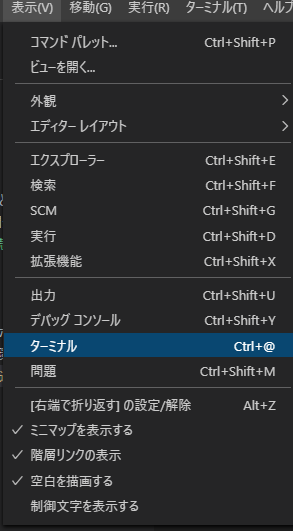 表示(V) 移動(G) 実行(R) ターミナル(T) ヘルプ
コマンド パレット... Ctrl+Shift+P
ビューを開く...
外観
エディター レイアウト
エクスプローラー Ctrl+Shift+E
検索 Ctrl+Shift+F
SCM Ctrl+Shift+G
実行 Ctrl+Shift+D
拡張機能 Ctrl+Shift+X
出力 Ctrl+Shift+U
デバッグ コンソール Ctrl+Shift+Y
ターミナル Ctrl+@
問題 Ctrl+Shift+M
[右端で折り返す] の設定/解除 Alt+Z
ミニマップを表示する
階層リンクの表示
空白を描画する
制御文字を表示する